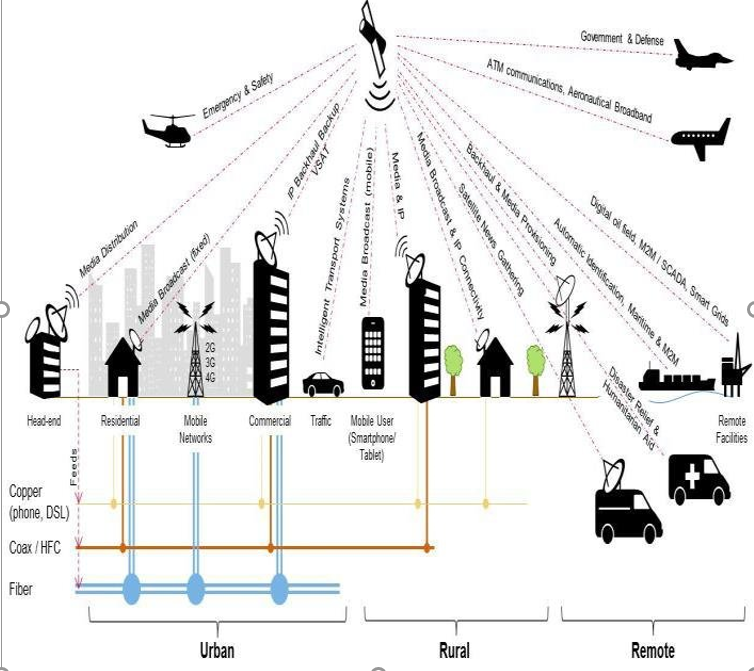 Government & Defense
ATM communications, Aeronautical Broadband
Emergency & Safety
IP Backhaul Backup
VSAT
Media Distribution
Media Broadcast (fixed)
Intelligent Transport Systems
Media Broadcast (mobile)
Media & IP
Media Broadcast & IP Connectivity
Satellite News Gathering
Backhaul & Media Provisioning
Automatic Identification, Maritime & M2M
Digital oil field, M2M / SCADA, Smart Grids
Disaster Relief &
Humanitarian Aid
2G
3G
4G
Head-end
Residential
Mobile
Networks
Commercial
Traffic
Mobile User
(Smartphone/
Tablet)
Remote
Facilities
Feeds
Copper
(phone, DSL)
Coax / HFC
Fiber
Urban
Rural
Remote